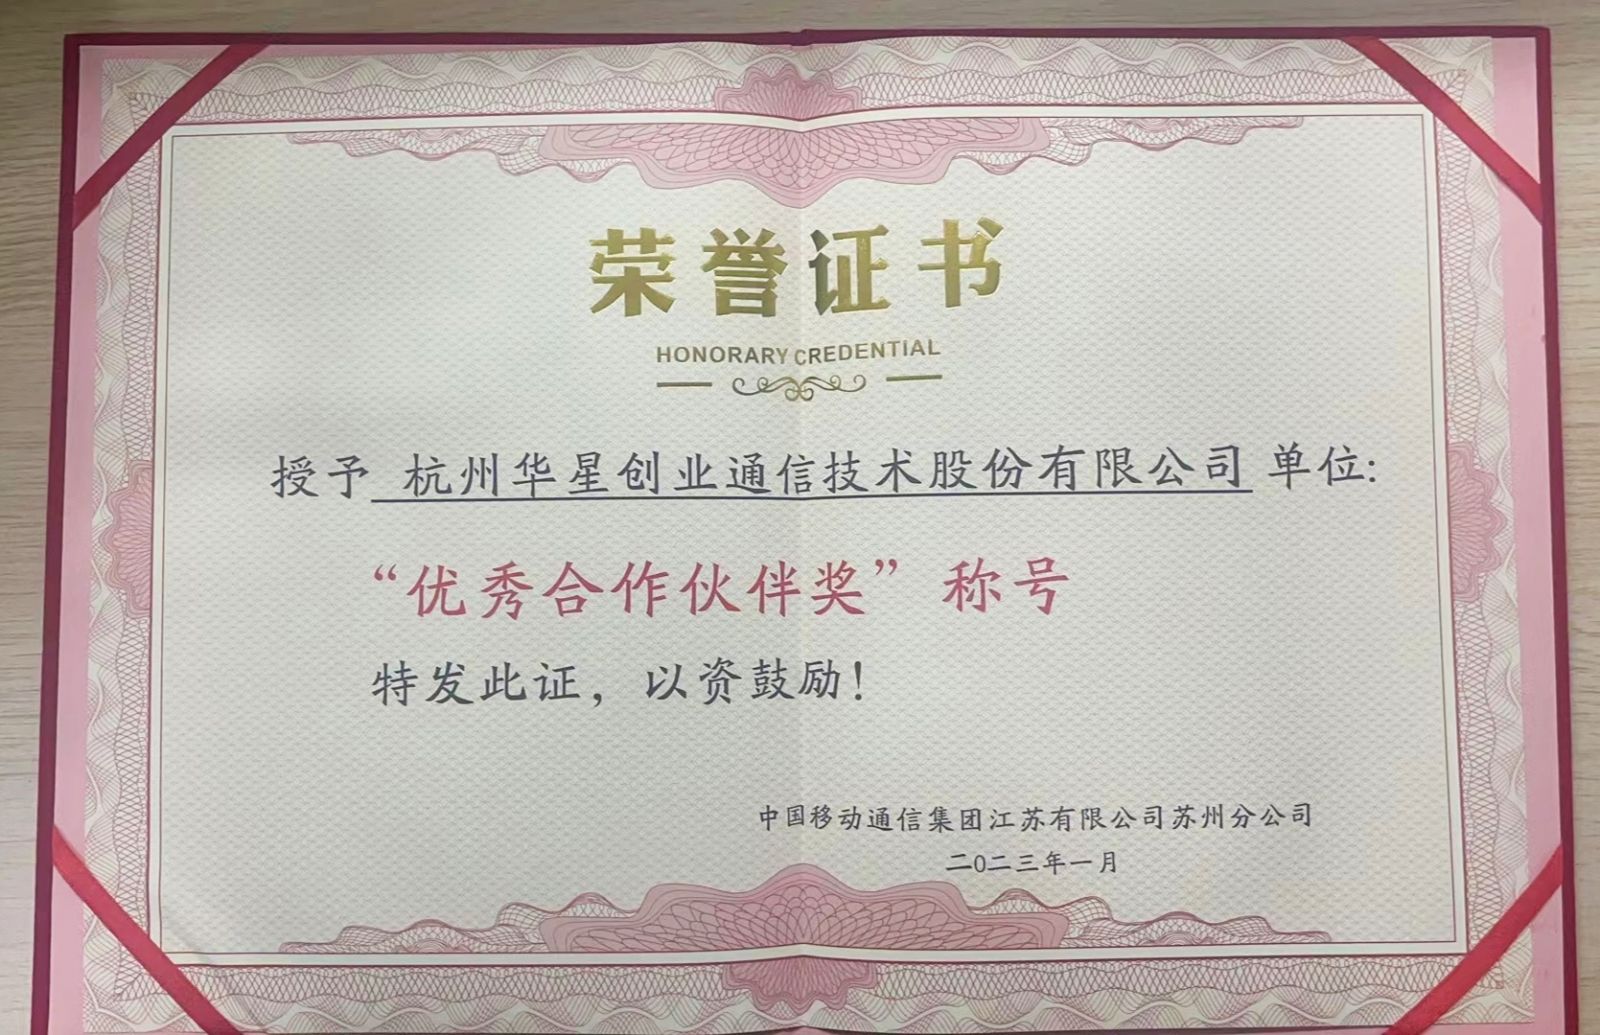 荣誉证书
HONORARY CREDENTIAL
授予 杭州华星创业通信技术股份有限公司 单位:
“优秀合作伙伴奖”称号
特发此证，以资鼓励!
中国移动通信集团江苏有限公司苏州分公司
二0二三年一月